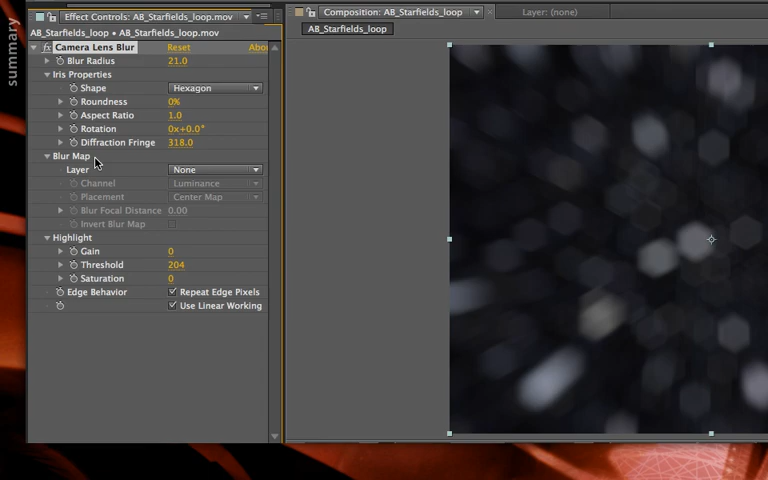 summary
Effect Controls: AB_Starfields_loop.mov
AB_Starfields_loop • AB_Starfields_loop.mov
fx Camera Lens Blur Reset Abo
Blur Radius 21.0
Iris Properties
Shape Hexagon
Roundness 0%
Aspect Ratio 1.0
Rotation 0x+0.0°
Diffraction Fringe 318.0
Blur Map
Layer None
Channel Luminance
Placement Center Map
Blur Focal Distance 0.00
Invert Blur Map
Highlight
Gain 0
Threshold 204
Saturation 0
Edge Behavior Repeat Edge Pixels
Use Linear Working
Composition: AB_Starfields_loop
Layer: (none)
AB_Starfields_loop